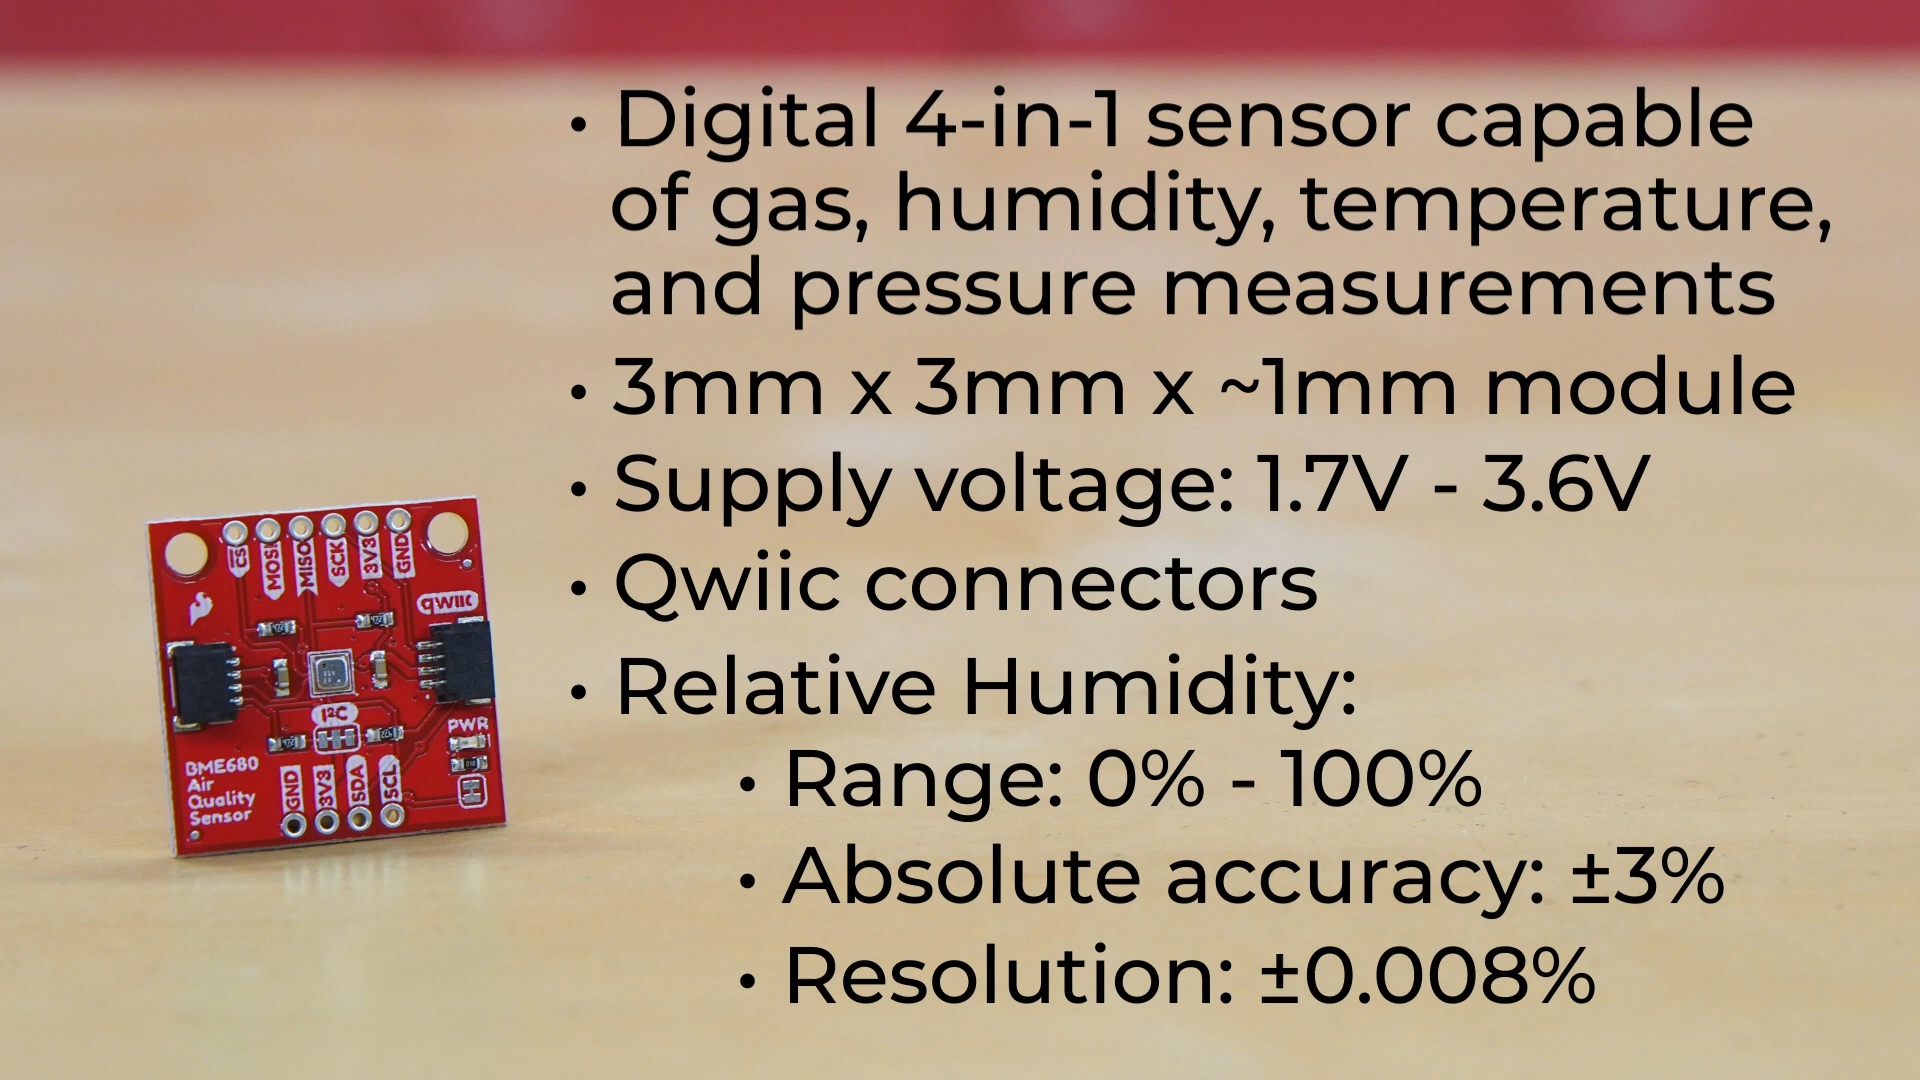 • Digital 4-in-1 sensor capable
of gas, humidity, temperature,
and pressure measurements
• 3mm x 3mm x ~1mm module
• Supply voltage: 1.7V - 3.6V
• Qwiic connectors
• Relative Humidity:
• Range: 0% - 100%
• Absolute accuracy: ±3%
• Resolution: ±0.008%
CS MOSI MISO SCK 3V3 GND
qwiic
I²C
PWR
BME680
Air
Quality
Sensor
GND 3V3 SDA SCL